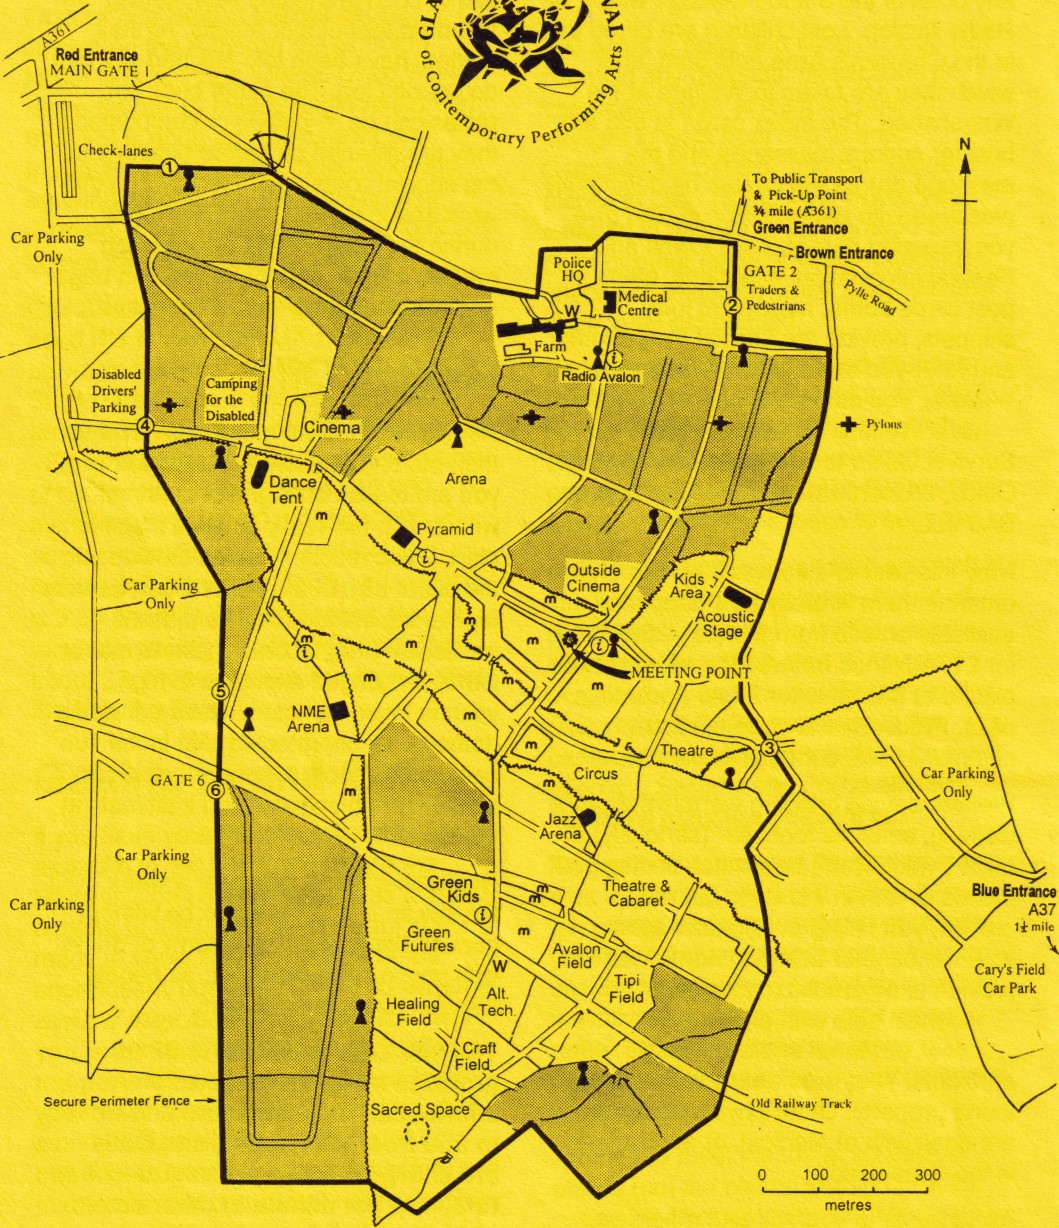 GLA
VAL
of Contemporary Performing Arts
A361
Red Entrance
MAIN GATE 1
Check-lanes
1
N
To Public Transport
& Pick-Up Point
¾ mile (A361)
Green Entrance
Brown Entrance
Car Parking
Only
Police
HQ
GATE 2
Traders &
Pedestrians
2
Pylle Road
Medical
Centre
W
Farm
i
Radio Avalon
Disabled
Drivers'
Parking
Camping
for the
Disabled
Cinema
4
Pylons
Dance
Tent
Arena
m
Pyramid
i
Car Parking
Only
Outside
Cinema
Kids
Area
Acoustic
Stage
m
m
m
m
i
MEETING POINT
m
i
m
m
m
m
m
5
NME
Arena
m
Theatre
3
GATE 6
6
Circus
m
m
Car Parking
Only
Jazz
Arena
Car Parking
Only
Green
Kids
m
m
Theatre &
Cabaret
Blue Entrance
A37
1½ mile
Car Parking
Only
i
Green
Futures
m
Avalon
Field
W
Tipi
Field
Cary's Field
Car Park
Alt.
Tech.
Healing
Field
Craft
Field
Secure Perimeter Fence
Sacred Space
Old Railway Track
0 100 200 300
metres